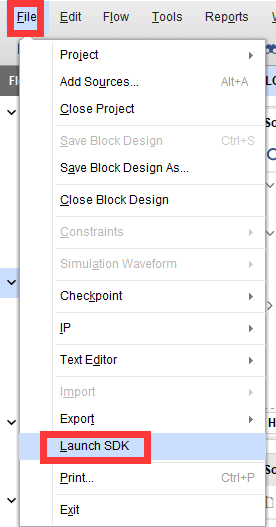 File Edit Flow Tools Reports
Project
Add Sources... Alt+A
Close Project
Save Block Design Ctrl+S
Save Block Design As...
Close Block Design
Constraints
Simulation Waveform
Checkpoint
IP
Text Editor
Import
Export
Launch SDK
Print... Ctrl+P
Exit